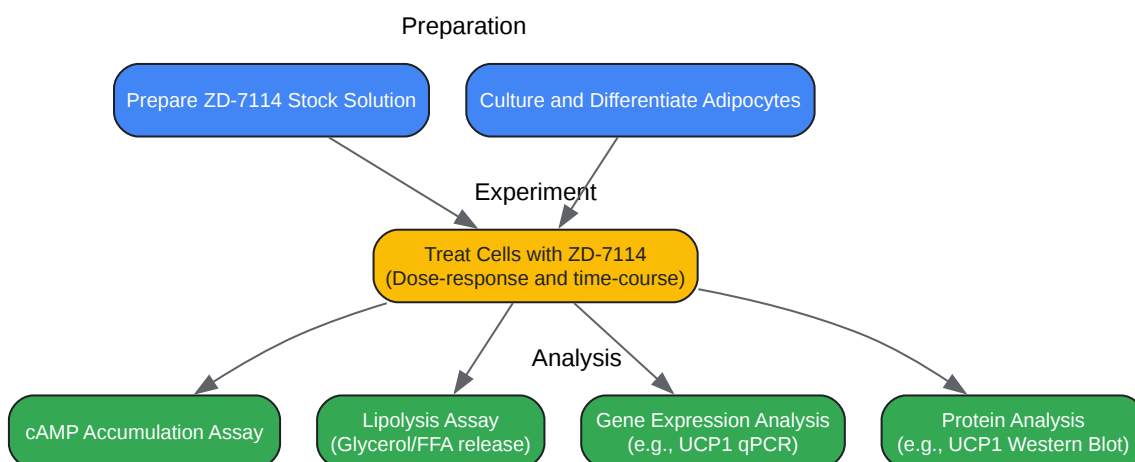 Preparation
Prepare ZD-7114 Stock Solution
Culture and Differentiate Adipocytes
Experiment
Treat Cells with ZD-7114
(Dose-response and time-course)
Analysis
cAMP Accumulation Assay
Lipolysis Assay
(Glycerol/FFA release)
Gene Expression Analysis
(e.g., UCP1 qPCR)
Protein Analysis
(e.g., UCP1 Western Blot)